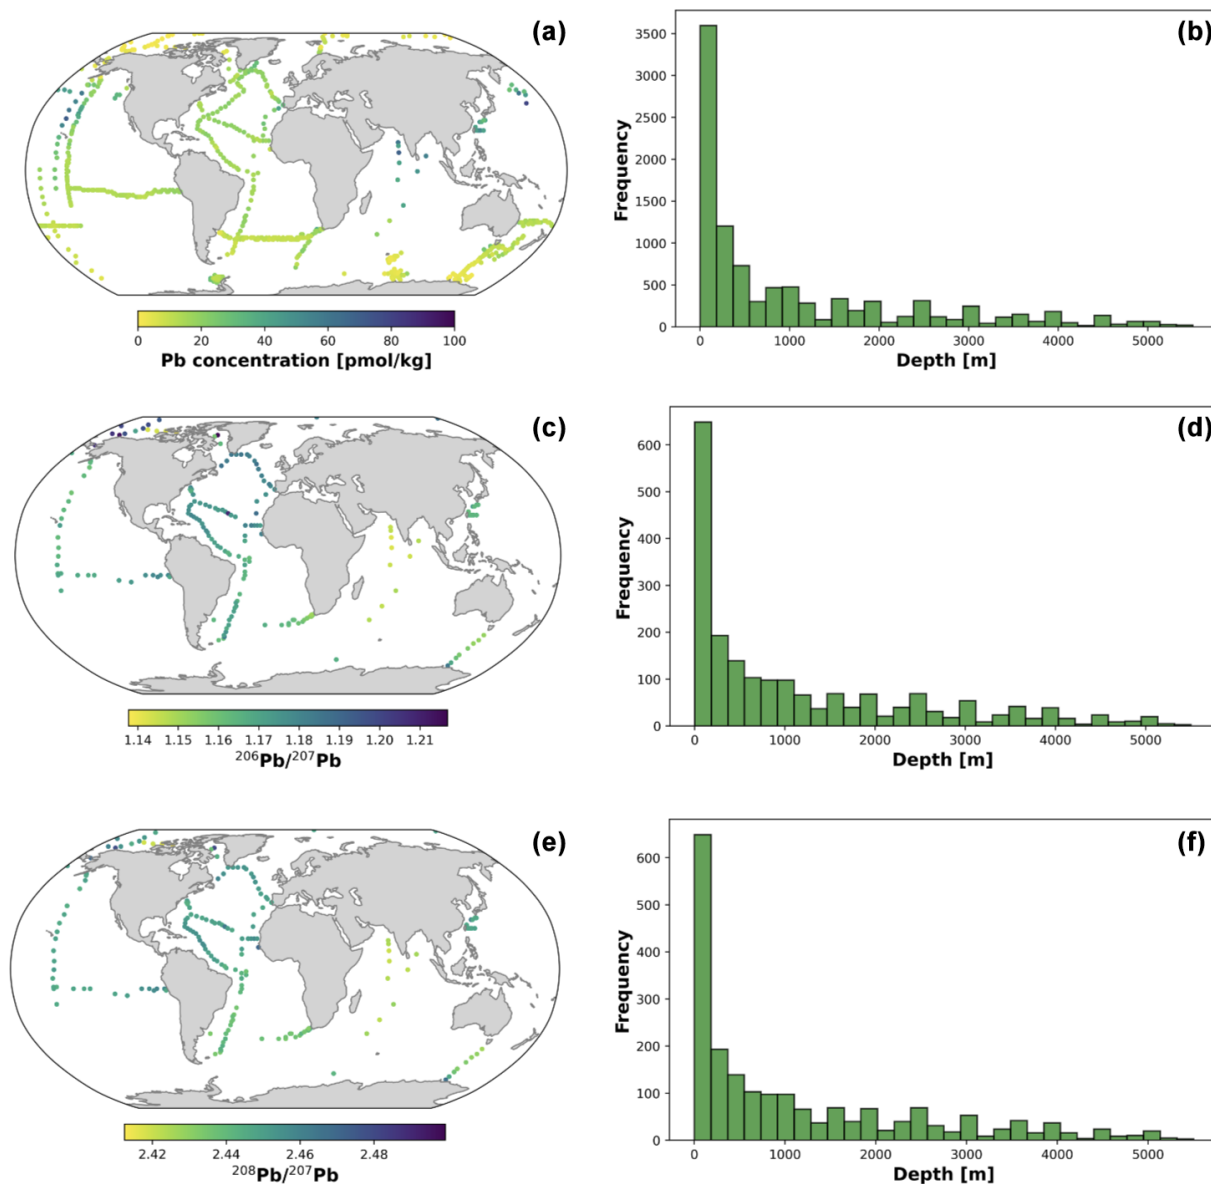 (a)
0 20 40 60 80 100
Pb concentration [pmol/kg]
(b)
3500
3000
2500
2000
1500
1000
500
0
Frequency
0 1000 2000 3000 4000 5000
Depth [m]
(c)
1.14 1.15 1.16 1.17 1.18 1.19 1.20 1.21
²⁰⁶Pb/²⁰⁷Pb
(d)
600
500
400
300
200
100
0
Frequency
0 1000 2000 3000 4000 5000
Depth [m]
(e)
2.42 2.44 2.46 2.48
²⁰⁸Pb/²⁰⁷Pb
(f)
600
500
400
300
200
100
0
Frequency
0 1000 2000 3000 4000 5000
Depth [m]